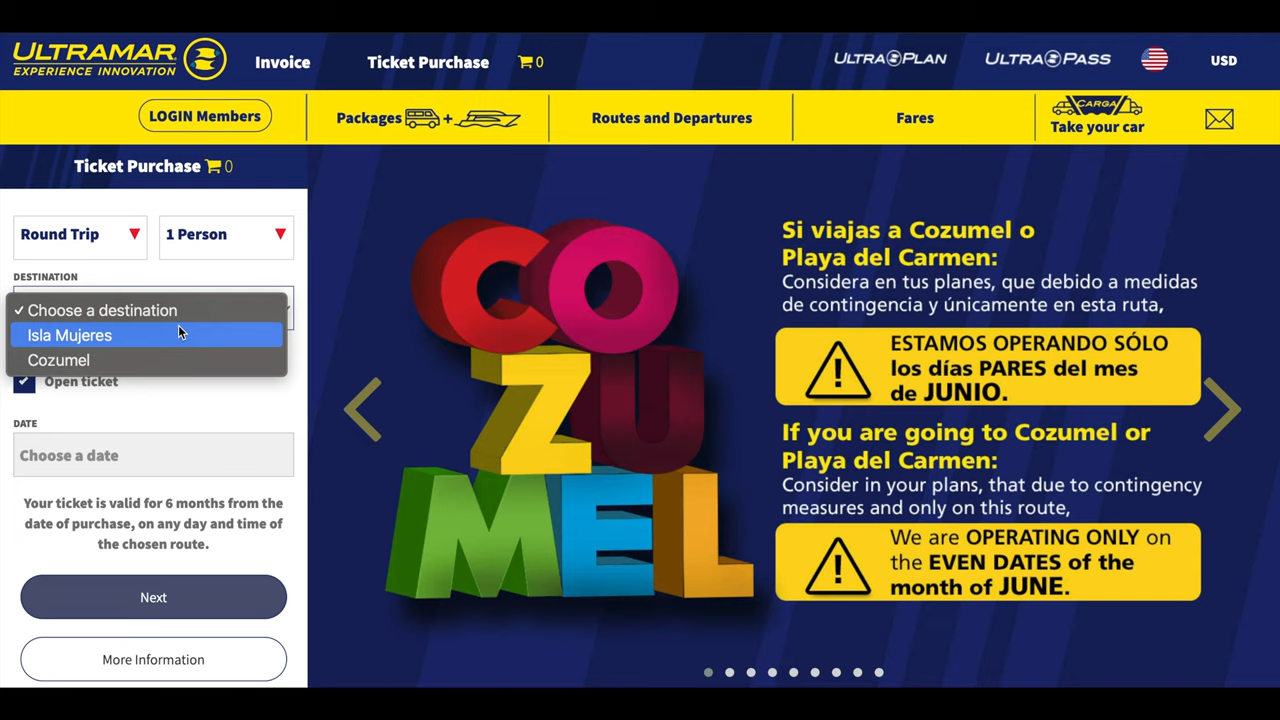 ULTRAMAR
EXPERIENCE INNOVATION
Invoice
Ticket Purchase
0
ULTRAPLAN
ULTRAPASS
USD
LOGIN Members
Packages
+
Routes and Departures
Fares
CARGA
Take your car
Ticket Purchase 0
Round Trip
1 Person
DESTINATION
✓ Choose a destination
Isla Mujeres
Cozumel
Open ticket
DATE
Choose a date
Your ticket is valid for 6 months from the
date of purchase, on any day and time of
the chosen route.
Next
More Information
CO
ZU
MEL
Si viajas a Cozumel o
Playa del Carmen:
Considera en tus planes, que debido a medidas
de contingencia y únicamente en esta ruta,
ESTAMOS OPERANDO SÓLO
los días PARES del mes
de JUNIO.
If you are going to Cozumel or
Playa del Carmen:
Consider in your plans, that due to contingency
measures and only on this route,
We are OPERATING ONLY on
the EVEN DATES of the
month of JUNE.